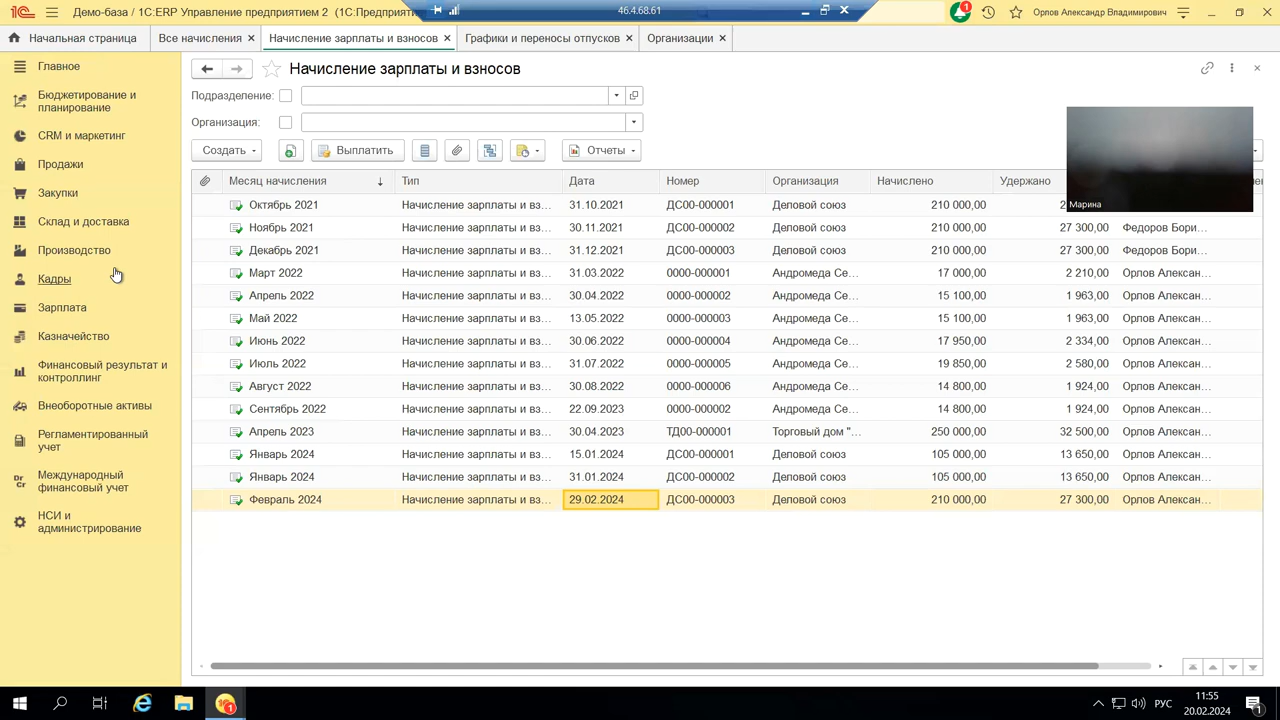 Демо-база / 1С:ERP Управление предприятием 2 (1С:Предприятие
46.4.68.61
Орлов Александр Владимирович
Начальная страница
Все начисления ×
Начисление зарплаты и взносов ×
Графики и переносы отпусков ×
Организации ×
Главное
Бюджетирование и
планирование
CRM и маркетинг
Продажи
Закупки
Склад и доставка
Производство
Кадры
Зарплата
Казначейство
Финансовый результат и
контроллинг
Внеоборотные активы
Регламентированный
учет
Международный
финансовый учет
НСИ и
администрирование
Начисление зарплаты и взносов
Подразделение:
Организация:
Создать
Выплатить
Отчеты
Марина
Месяц начисления ↓ Тип Дата Номер Организация Начислено Удержано
Октябрь 2021 Начисление зарплаты и вз... 31.10.2021 ДС00-000001 Деловой союз 210 000,00
Ноябрь 2021 Начисление зарплаты и вз... 30.11.2021 ДС00-000002 Деловой союз 210 000,00 27 300,00 Федоров Бори...
Декабрь 2021 Начисление зарплаты и вз... 31.12.2021 ДС00-000003 Деловой союз 210 000,00 27 300,00 Федоров Бори...
Март 2022 Начисление зарплаты и вз... 31.03.2022 0000-000001 Андромеда Се... 17 000,00 2 210,00 Орлов Алексан...
Апрель 2022 Начисление зарплаты и вз... 30.04.2022 0000-000002 Андромеда Се... 15 100,00 1 963,00 Орлов Алексан...
Май 2022 Начисление зарплаты и вз... 13.05.2022 0000-000003 Андромеда Се... 15 100,00 1 963,00 Орлов Алексан...
Июнь 2022 Начисление зарплаты и вз... 30.06.2022 0000-000004 Андромеда Се... 17 950,00 2 334,00 Орлов Алексан...
Июль 2022 Начисление зарплаты и вз... 31.07.2022 0000-000005 Андромеда Се... 19 850,00 2 580,00 Орлов Алексан...
Август 2022 Начисление зарплаты и вз... 30.08.2022 0000-000006 Андромеда Се... 14 800,00 1 924,00 Орлов Алексан...
Сентябрь 2022 Начисление зарплаты и вз... 22.09.2023 0000-000002 Андромеда Се... 14 800,00 1 924,00 Орлов Алексан...
Апрель 2023 Начисление зарплаты и вз... 30.04.2023 ТД00-000001 Торговый дом "... 250 000,00 32 500,00 Орлов Алексан...
Январь 2024 Начисление зарплаты и вз... 15.01.2024 ДС00-000001 Деловой союз 105 000,00 13 650,00 Орлов Алексан...
Январь 2024 Начисление зарплаты и вз... 31.01.2024 ДС00-000002 Деловой союз 105 000,00 13 650,00 Орлов Алексан...
Февраль 2024 Начисление зарплаты и вз... 29.02.2024 ДС00-000003 Деловой союз 210 000,00 27 300,00 Орлов Алексан...
РУС
11:55
20.02.2024